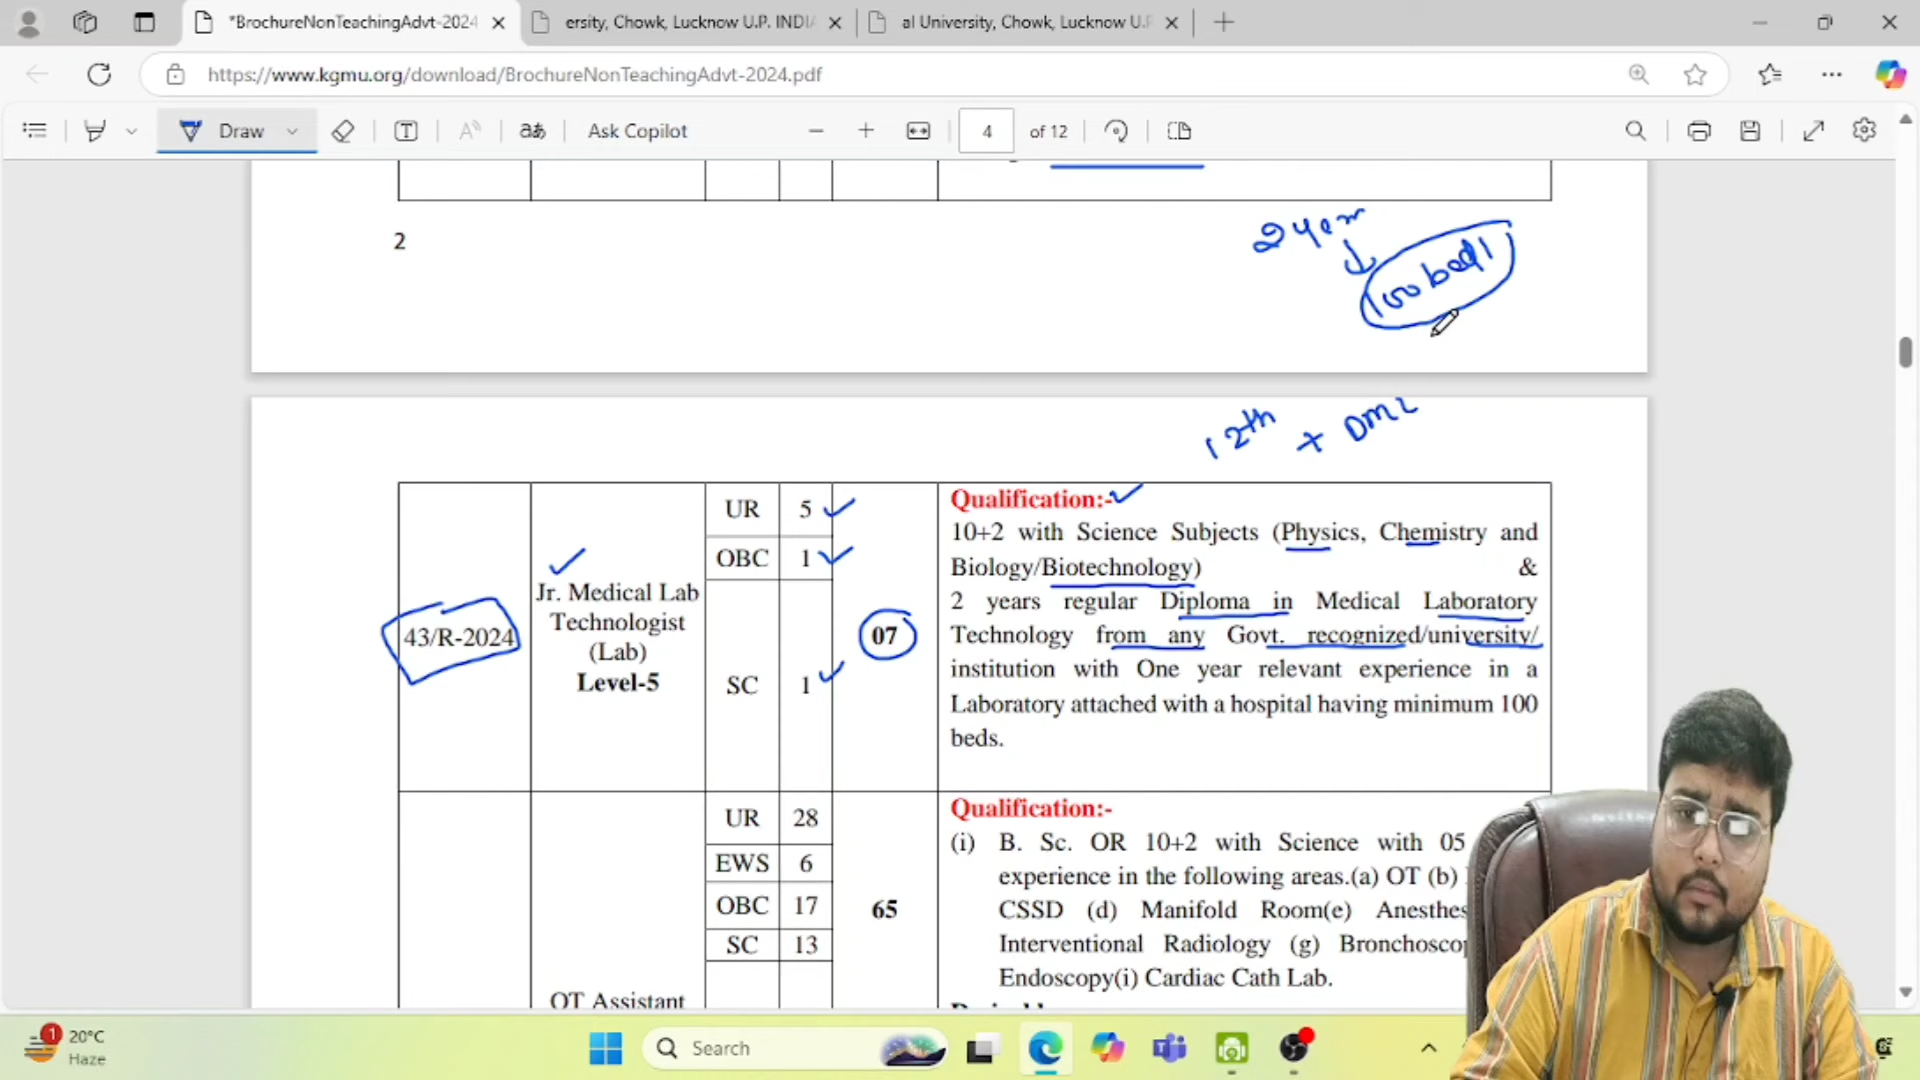 *BrochureNonTeachingAdvt-2024
ersity, Chowk, Lucknow U.P. INDI
al University, Chowk, Lucknow U.P
https://www.kgmu.org/download/BrochureNonTeachingAdvt-2024.pdf
Draw
Ask Copilot
4
of 12
2
2 year
100 beds
12th + DML
43/R-2024
Jr. Medical Lab
Technologist
(Lab)
Level-5
UR 5
OBC 1
SC 1
07
Qualification:-
10+2 with Science Subjects (Physics, Chemistry and
Biology/Biotechnology) &
2 years regular Diploma in Medical Laboratory
Technology from any Govt. recognized/university/
institution with One year relevant experience in a
Laboratory attached with a hospital having minimum 100
beds.
OT Assistant
UR 28
EWS 6
OBC 17
SC 13
65
Qualification:-
(i) B. Sc. OR 10+2 with Science with 05
experience in the following areas.(a) OT (b)
CSSD (d) Manifold Room(e) Anesthes
Interventional Radiology (g) Bronchosco
Endoscopy(i) Cardiac Cath Lab.
1
20°C
Haze
Search